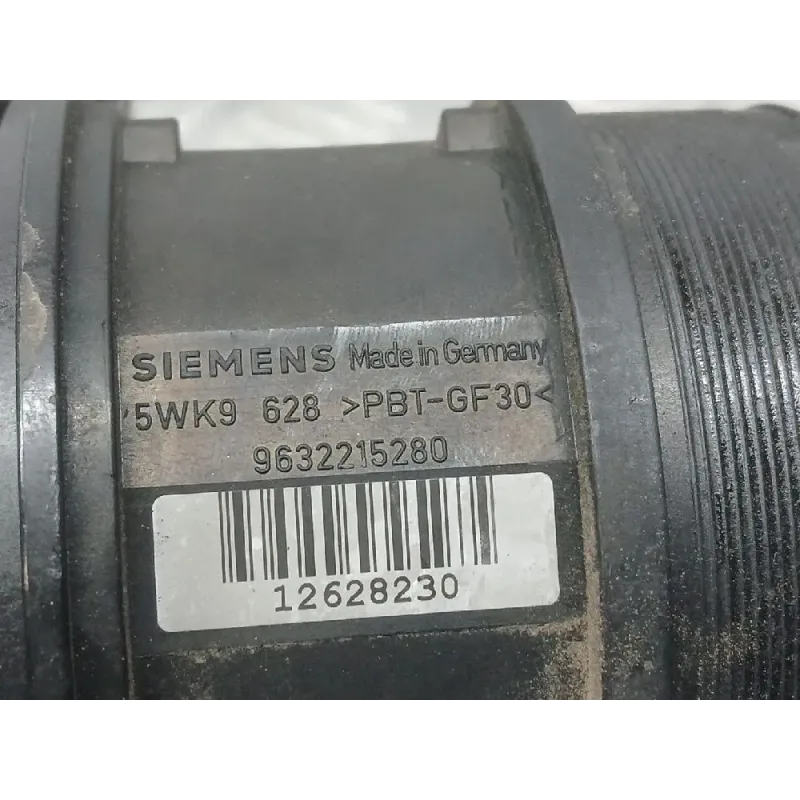 SIEMENS Made in Germany
5WK9 628 >PBT-GF30<
9632215280
12628230